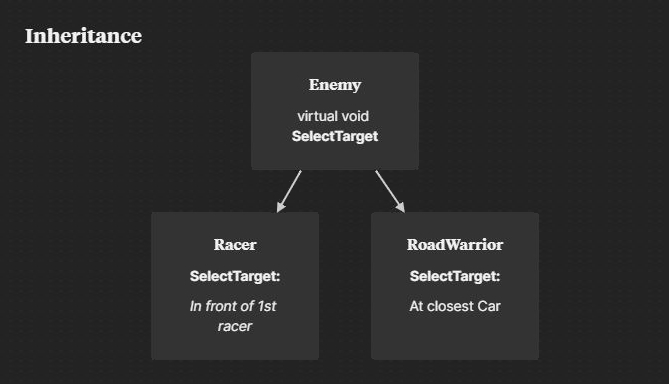 Inheritance
Enemy
virtual void
SelectTarget
Racer
SelectTarget:
In front of 1st
racer
RoadWarrior
SelectTarget:
At closest Car